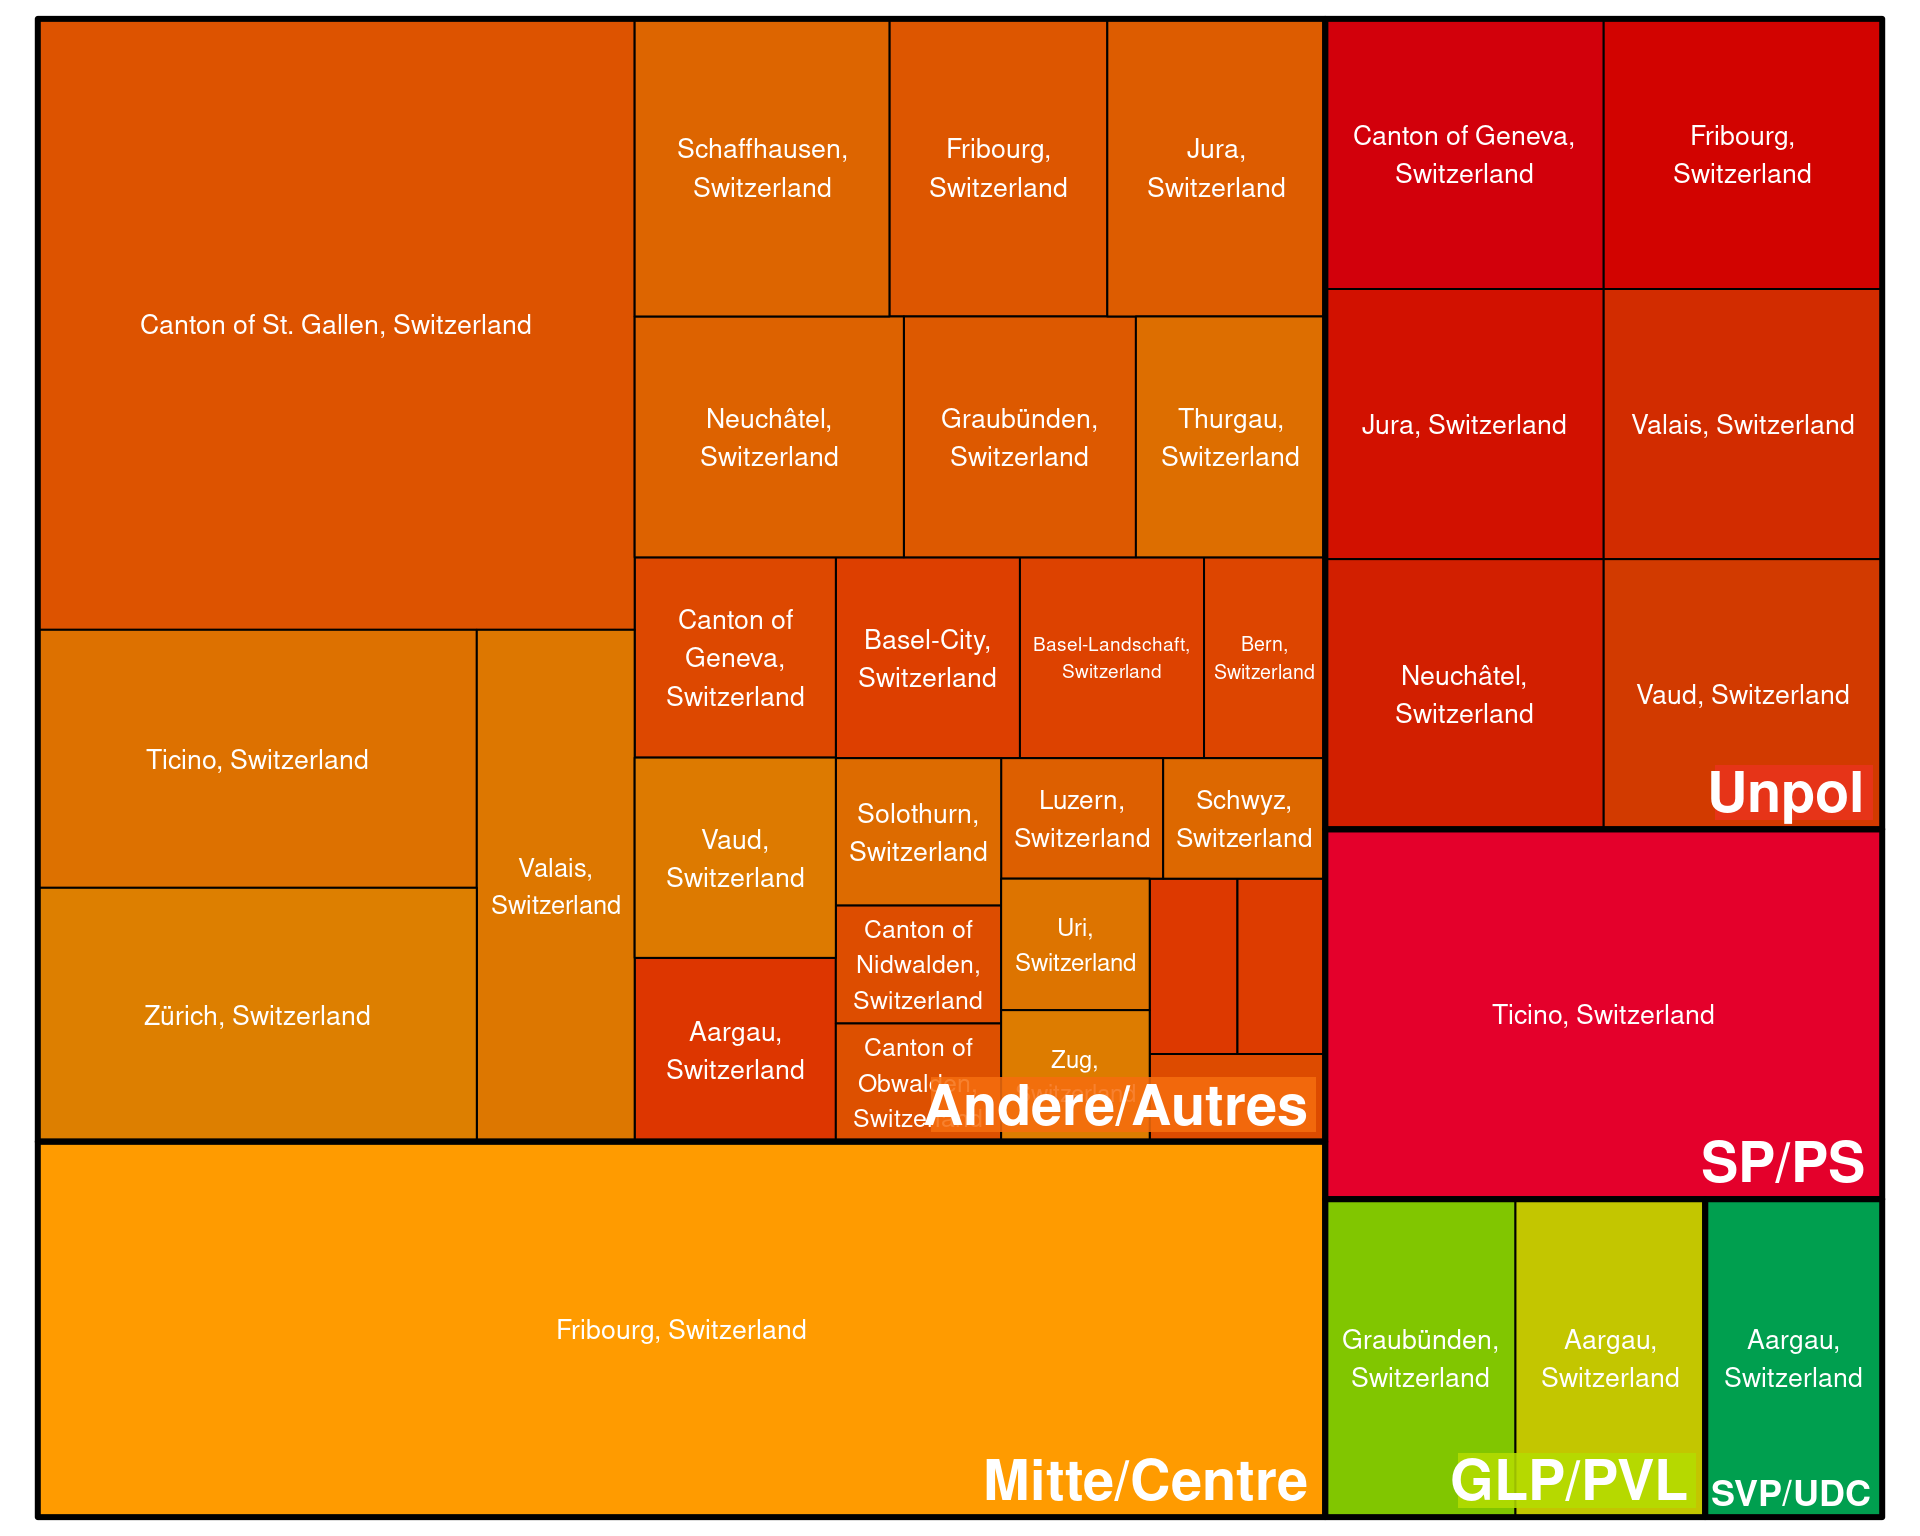 Canton of St. Gallen, Switzerland
Schaffhausen,
Switzerland
Fribourg,
Switzerland
Jura,
Switzerland
Neuchâtel,
Switzerland
Graubünden,
Switzerland
Thurgau,
Switzerland
Ticino, Switzerland
Zürich, Switzerland
Valais,
Switzerland
Canton of
Geneva,
Switzerland
Basel-City,
Switzerland
Basel-Landschaft,
Switzerland
Bern,
Switzerland
Vaud,
Switzerland
Aargau,
Switzerland
Solothurn,
Switzerland
Luzern,
Switzerland
Schwyz,
Switzerland
Canton of
Nidwalden,
Switzerland
Canton of
Obwalden,
Switzerland
Uri,
Switzerland
Zug,
Switzerland
Andere/Autres
Fribourg, Switzerland
Mitte/Centre
Canton of Geneva,
Switzerland
Fribourg,
Switzerland
Jura, Switzerland
Valais, Switzerland
Neuchâtel,
Switzerland
Vaud, Switzerland
Unpol
Ticino, Switzerland
SP/PS
Graubünden,
Switzerland
Aargau,
Switzerland
GLP/PVL
Aargau,
Switzerland
SVP/UDC